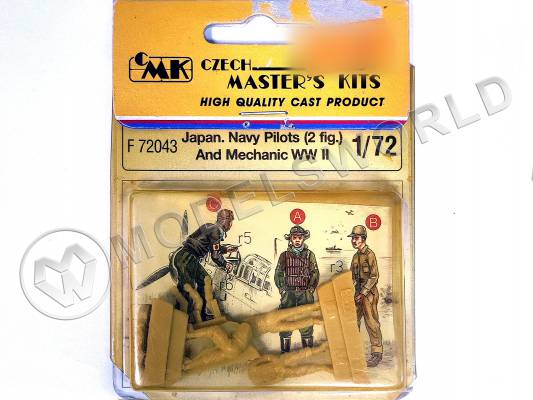 CMK
CZECH
MASTER'S KITS
HIGH QUALITY CAST PRODUCT
F 72043
Japan. Navy Pilots (2 fig.)
And Mechanic WW II
1/72
C
A
B
r5
r3
r6
MODELSWORLD